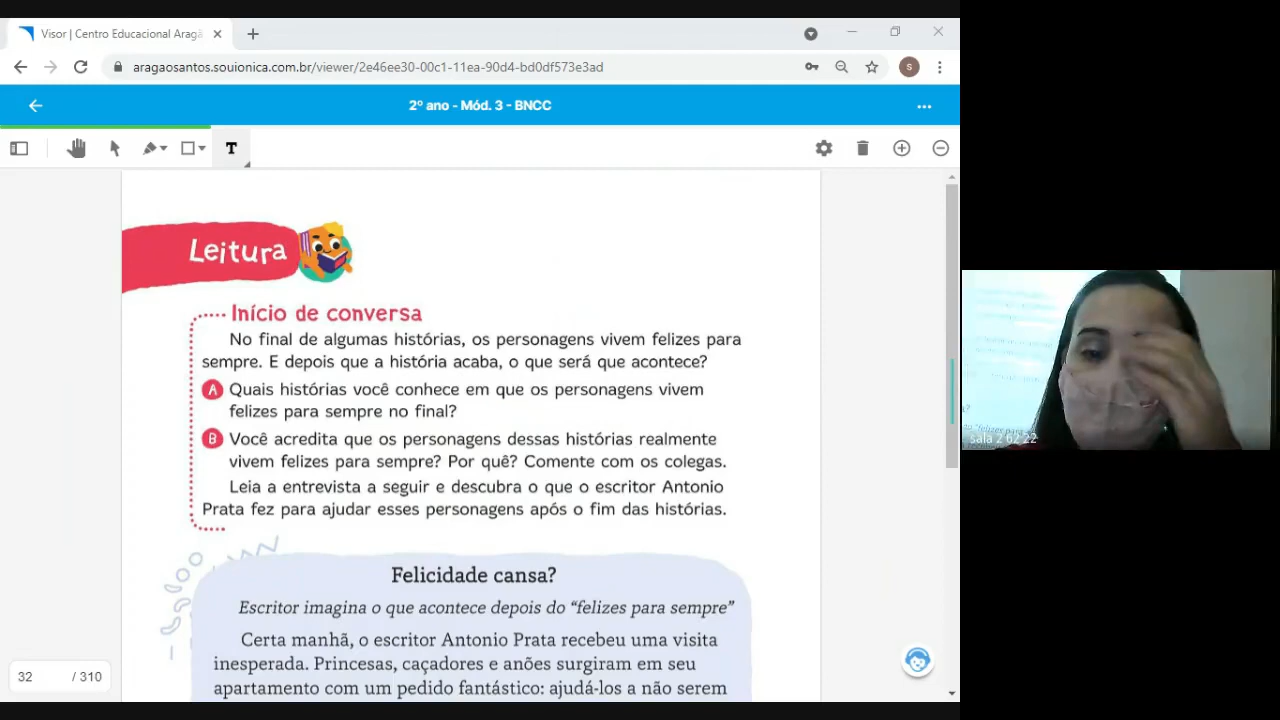 Visor | Centro Educacional Aragã
aragaosantos.souionica.com.br/viewer/2e46ee30-00c1-11ea-90d4-bd0df573e3ad
S
2º ano - Mód. 3 - BNCC
T
Leitura
Início de conversa
No final de algumas histórias, os personagens vivem felizes para
sempre. E depois que a história acaba, o que será que acontece?
A Quais histórias você conhece em que os personagens vivem
felizes para sempre no final?
B Você acredita que os personagens dessas histórias realmente
vivem felizes para sempre? Por quê? Comente com os colegas.
Leia a entrevista a seguir e descubra o que o escritor Antonio
Prata fez para ajudar esses personagens após o fim das histórias.
Felicidade cansa?
Escritor imagina o que acontece depois do “felizes para sempre”
Certa manhã, o escritor Antonio Prata recebeu uma visita
inesperada. Princesas, caçadores e anões surgiram em seu
apartamento com um pedido fantástico: ajudá-los a não serem
32 / 310
sala 2 62 22